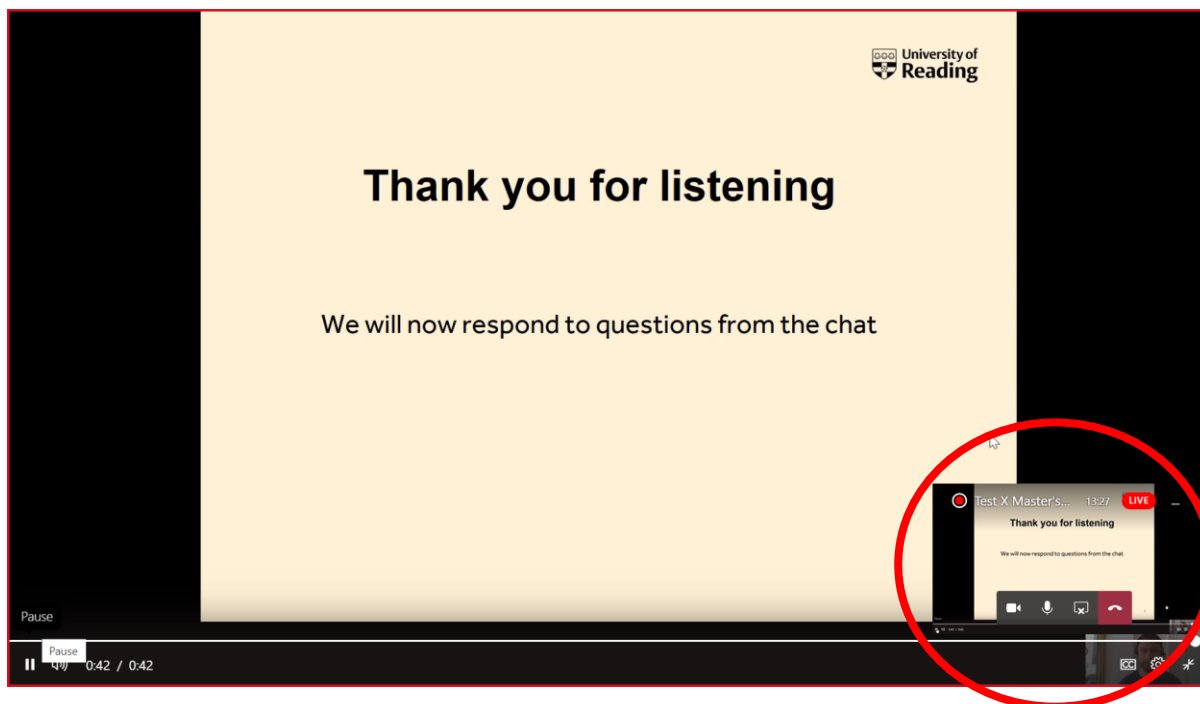 University of
Reading
Thank you for listening
We will now respond to questions from the chat
Test X Master's... 13:27 LIVE
Thank you for listening
We will now respond to questions from the chat
Pause
Pause
0:42 / 0:42
CC